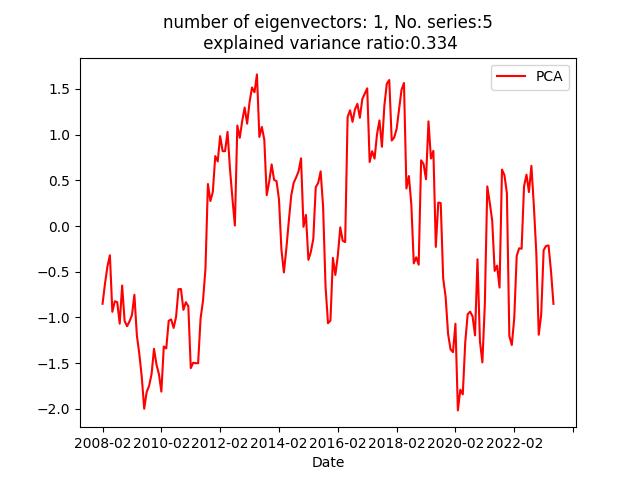 number of eigenvectors: 1, No. series:5
explained variance ratio:0.334
PCA
1.5
1.0
0.5
0.0
−0.5
−1.0
−1.5
−2.0
2008-02 2010-02 2012-02 2014-02 2016-02 2018-02 2020-02 2022-02
Date